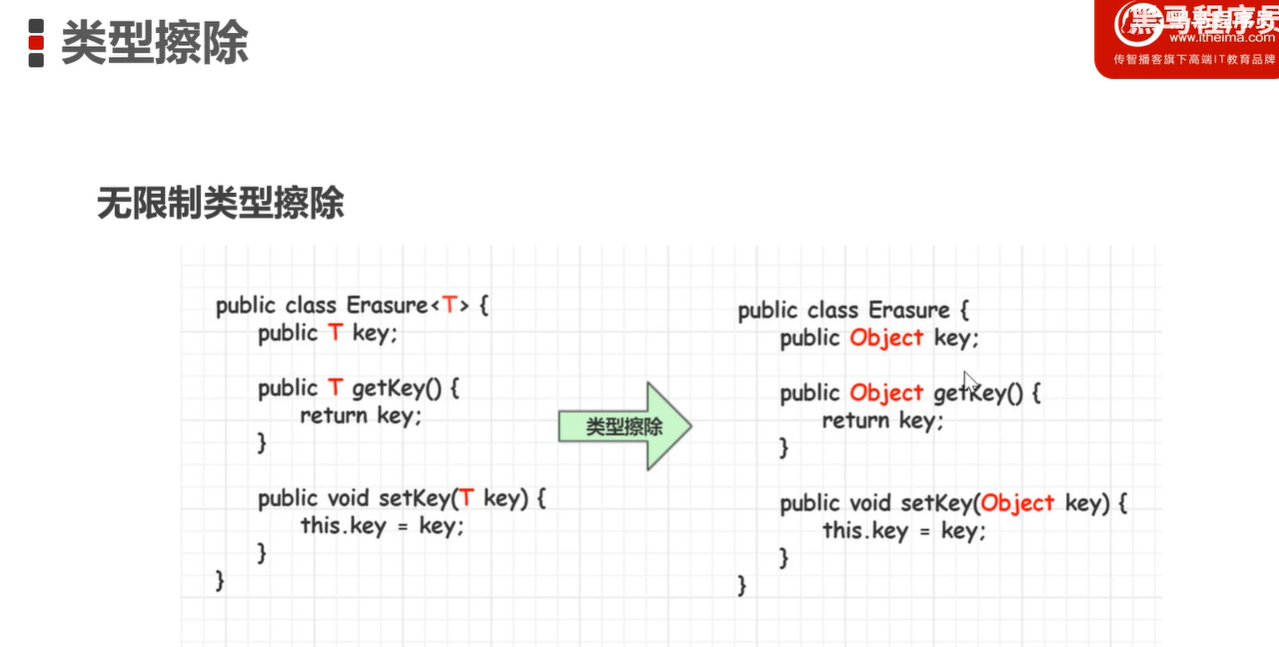 类型擦除
黑马程序员
www.itheima.com
传智播客旗下高端IT教育品牌
无限制类型擦除
public class Erasure<T> {
public T key;
public T getKey() {
return key;
}
public void setKey(T key) {
this.key = key;
}
}
类型擦除
public class Erasure {
public Object key;
public Object getKey() {
return key;
}
public void setKey(Object key) {
this.key = key;
}
}